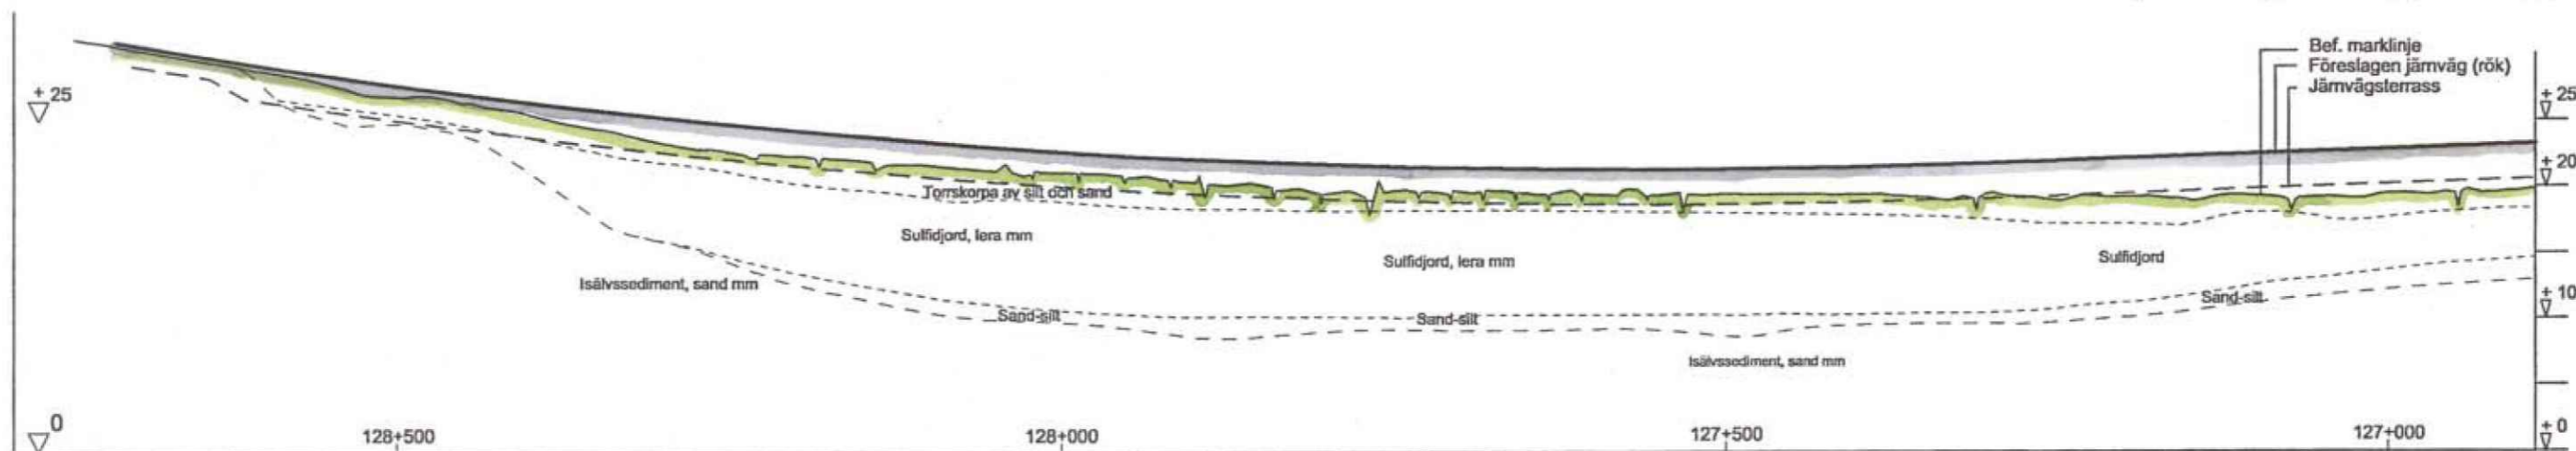 Bef. marklinje
Föreslagen järnväg (rök)
Järnvägsterrass
+ 25
+ 25
+ 20
Torrskorpa av silt och sand
Sulfidjord, lera mm
Sulfidjord, lera mm
Sulfidjord
Isälvssediment, sand mm
Sand-silt
Sand-silt
Sand-silt
+ 10
Isälvssediment, sand mm
0
128+500
128+000
127+500
127+000
+ 0